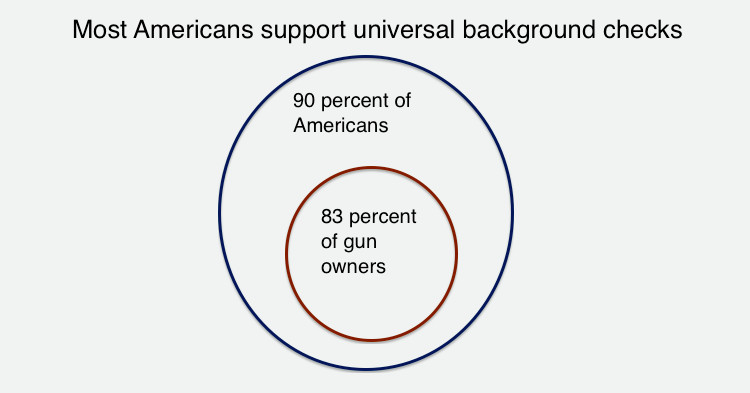 Most Americans support universal background checks
90 percent of
Americans
83 percent
of gun
owners